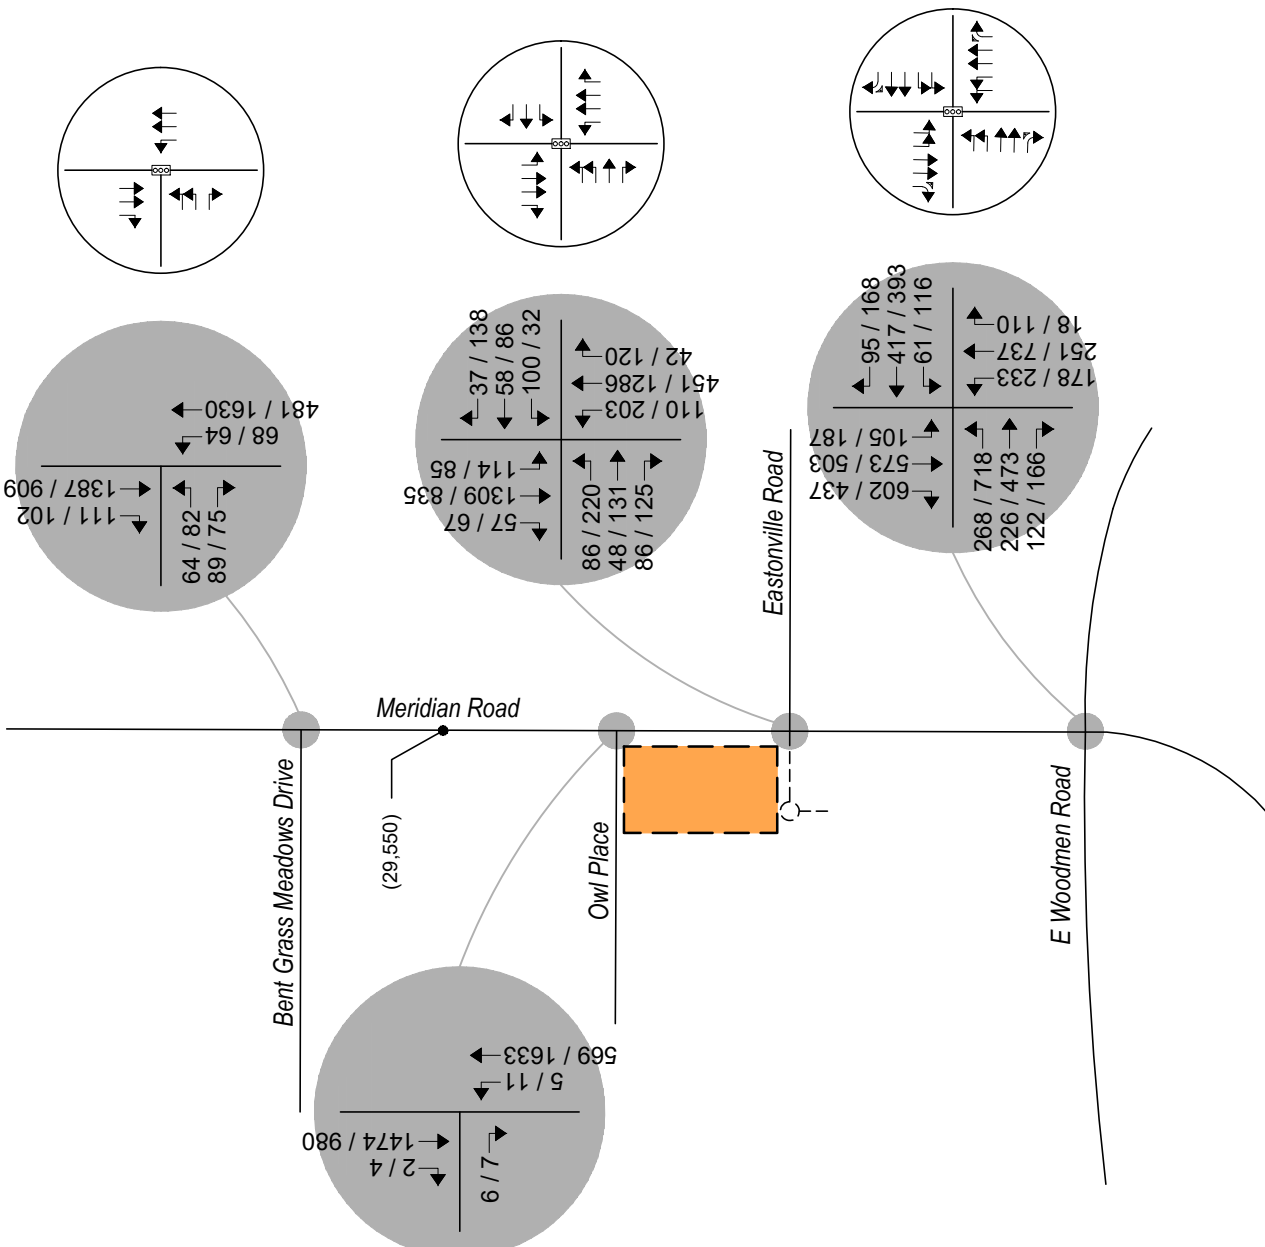 95 / 168
417 / 393
61 / 116
18 / 110
251 / 737
178 / 233
105 / 187
573 / 503
602 / 437
268 / 718
226 / 473
122 / 166
37 / 138
58 / 86
100 / 32
42 / 120
451 / 1286
110 / 203
114 / 85
1309 / 835
57 / 67
86 / 220
48 / 131
86 / 125
481 / 1630
68 / 64
1387 / 909
111 / 102
64 / 82
89 / 75
Eastonville Road
Meridian Road
Bent Grass Meadows Drive
(29,550)
Owl Place
E Woodmen Road
569 / 1633
5 / 11
1474 / 980
2 / 4
6 / 7